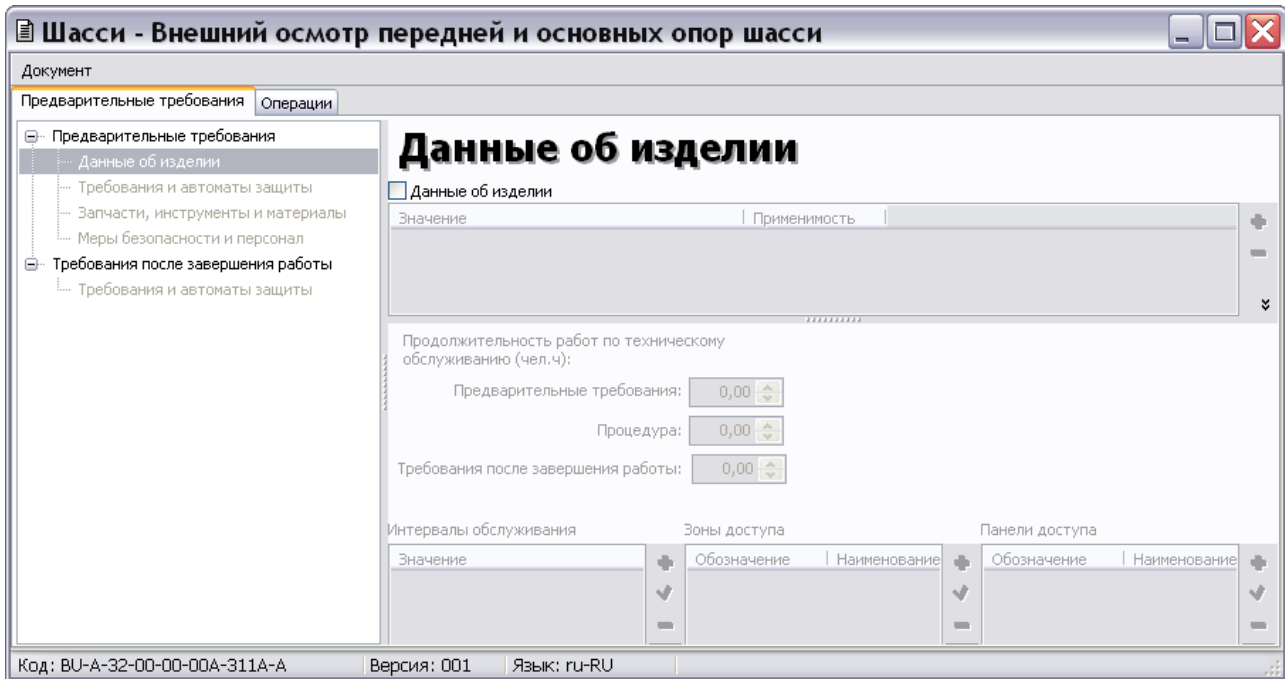 Шасси - Внешний осмотр передней и основных опор шасси
Документ
Предварительные требования Операции
Предварительные требования
Данные об изделии
Требования и автоматы защиты
Запчасти, инструменты и материалы
Меры безопасности и персонал
Требования после завершения работы
Требования и автоматы защиты
Данные об изделии
Данные об изделии
Значение Применимость
Продолжительность работ по техническому
обслуживанию (чел.ч):
Предварительные требования: 0,00
Процедура: 0,00
Требования после завершения работы: 0,00
Интервалы обслуживания Зоны доступа Панели доступа
Значение Обозначение Наименование Обозначение Наименование
Код: BU-A-32-00-00-00A-311A-A Версия: 001 Язык: ru-RU